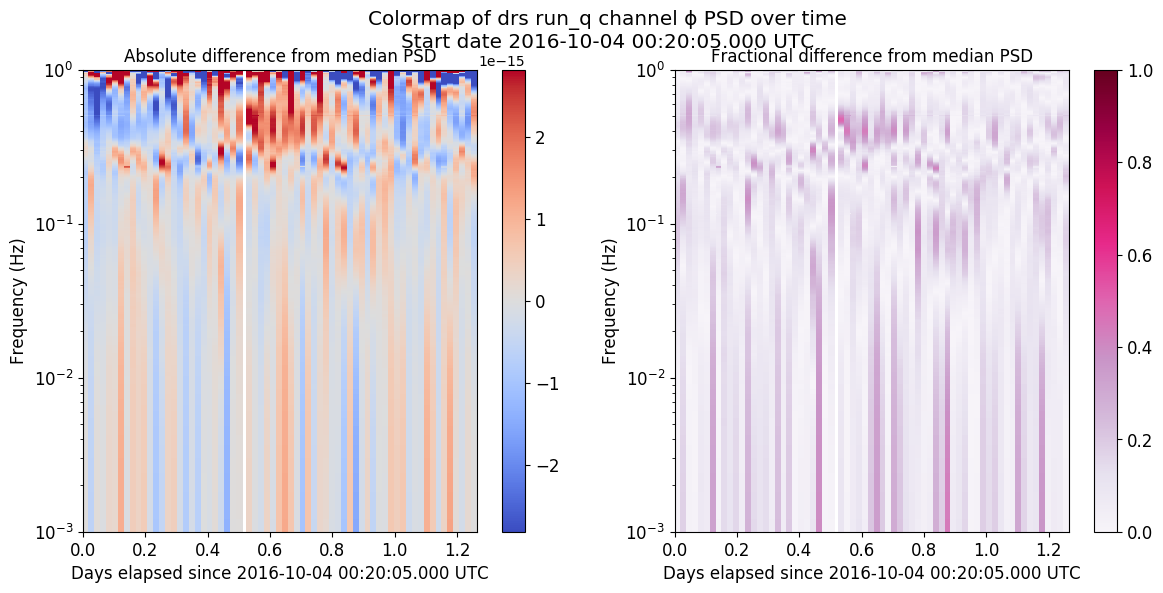 Colormap of drs run_q channel ϕ PSD over time
Start date 2016-10-04 00:20:05.000 UTC
Absolute difference from median PSD
1e−15
10^0
10^−1
10^−2
10^−3
Frequency (Hz)
0.0 0.2 0.4 0.6 0.8 1.0 1.2
Days elapsed since 2016-10-04 00:20:05.000 UTC
2
1
0
−1
−2
Fractional difference from median PSD
10^0
10^−1
10^−2
10^−3
Frequency (Hz)
0.0 0.2 0.4 0.6 0.8 1.0 1.2
Days elapsed since 2016-10-04 00:20:05.000 UTC
1.0
0.8
0.6
0.4
0.2
0.0